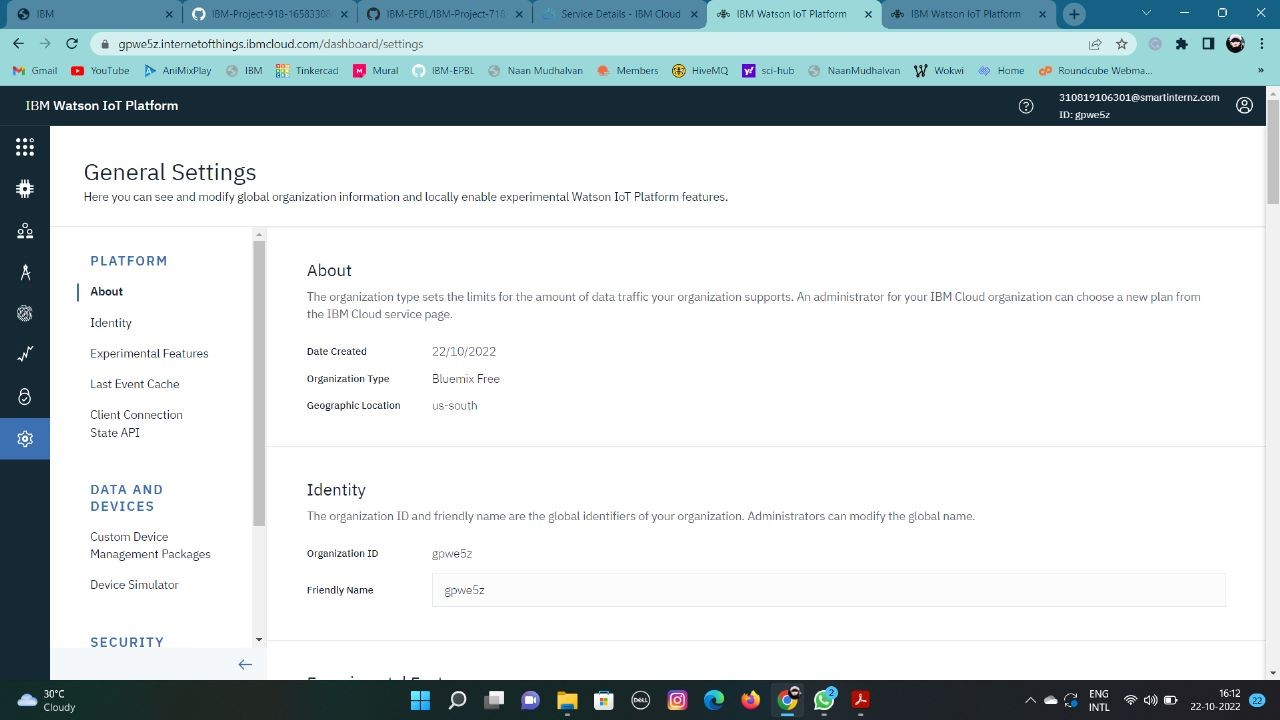 IBM
IBM-Project-918-16583308
IBM-EPBL/IBM-Project-718
Service Details - IBM Cloud
IBM Watson IoT Platform
IBM Watson IoT Platform
gpwe5z.internetofthings.ibmcloud.com/dashboard/settings
Gmail
YouTube
AniMixPlay
IBM
Tinkercad
Mural
IBM-EPBL
Naan Mudhalvan
Members
HiveMQ
sci-hub
NaanMudhalvan
Wokwi
Home
Roundcube Webma...
IBM Watson IoT Platform
310819106301@smartinternz.com
ID: gpwe5z
General Settings
Here you can see and modify global organization information and locally enable experimental Watson IoT Platform features.
PLATFORM
About
Identity
Experimental Features
Last Event Cache
Client Connection
State API
DATA AND
DEVICES
Custom Device
Management Packages
Device Simulator
SECURITY
About
The organization type sets the limits for the amount of data traffic your organization supports. An administrator for your IBM Cloud organization can choose a new plan from
the IBM Cloud service page.
Date Created 22/10/2022
Organization Type Bluemix Free
Geographic Location us-south
Identity
The organization ID and friendly name are the global identifiers of your organization. Administrators can modify the global name.
Organization ID gpwe5z
Friendly Name gpwe5z
30°C
Cloudy
DELL
2
ENG
INTL
16:12
22-10-2022
22